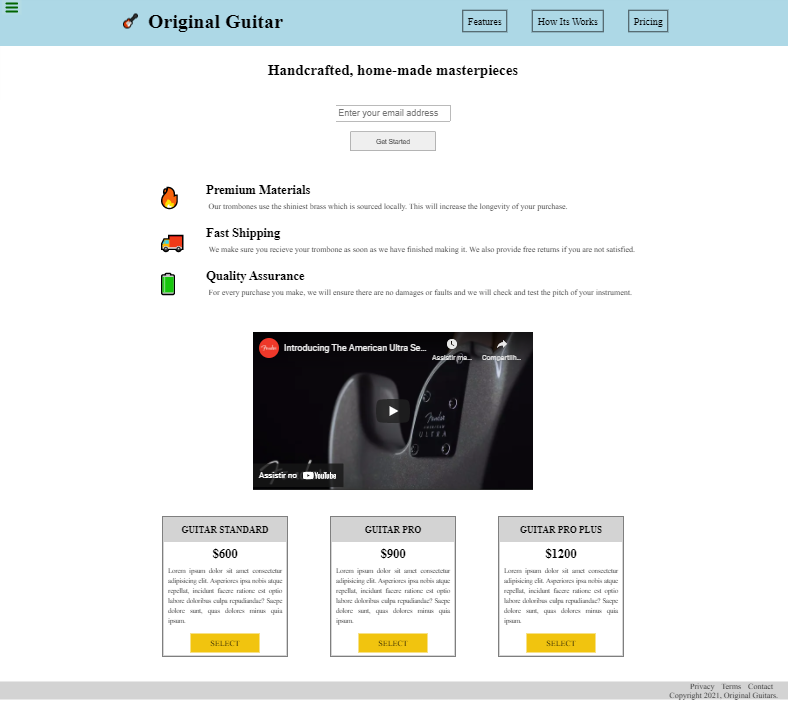 Original Guitar
Features
How Its Works
Pricing
Handcrafted, home-made masterpieces
Enter your email address
Get Started
Premium Materials
Our trombones use the shiniest brass which is sourced locally. This will increase the longevity of your purchase.
Fast Shipping
We make sure you recieve your trombone as soon as we have finished making it. We also provide free returns if you are not satisfied.
Quality Assurance
For every purchase you make, we will ensure there are no damages or faults and we will check and test the pitch of your instrument.
Fender
Introducing The American Ultra Se...
Assistir ma...
Compartilh...
Fender
AMERICAN
ULTRA
Assistir no YouTube
GUITAR STANDARD
$600
Lorem ipsum dolor sit amet consectetur
adipisicing elit. Asperiores ipsa nobis atque
repellat, incidunt facere ratione est optio
labore doloribus culpa repudiandae? Saepe
dolore sunt, quas dolores minus quia
ipsum.
SELECT
GUITAR PRO
$900
Lorem ipsum dolor sit amet consectetur
adipisicing elit. Asperiores ipsa nobis atque
repellat, incidunt facere ratione est optio
labore doloribus culpa repudiandae? Saepe
dolore sunt, quas dolores minus quia
ipsum.
SELECT
GUITAR PRO PLUS
$1200
Lorem ipsum dolor sit amet consectetur
adipisicing elit. Asperiores ipsa nobis atque
repellat, incidunt facere ratione est optio
labore doloribus culpa repudiandae? Saepe
dolore sunt, quas dolores minus quia
ipsum.
SELECT
Privacy Terms Contact
Copyright 2021, Original Guitars.